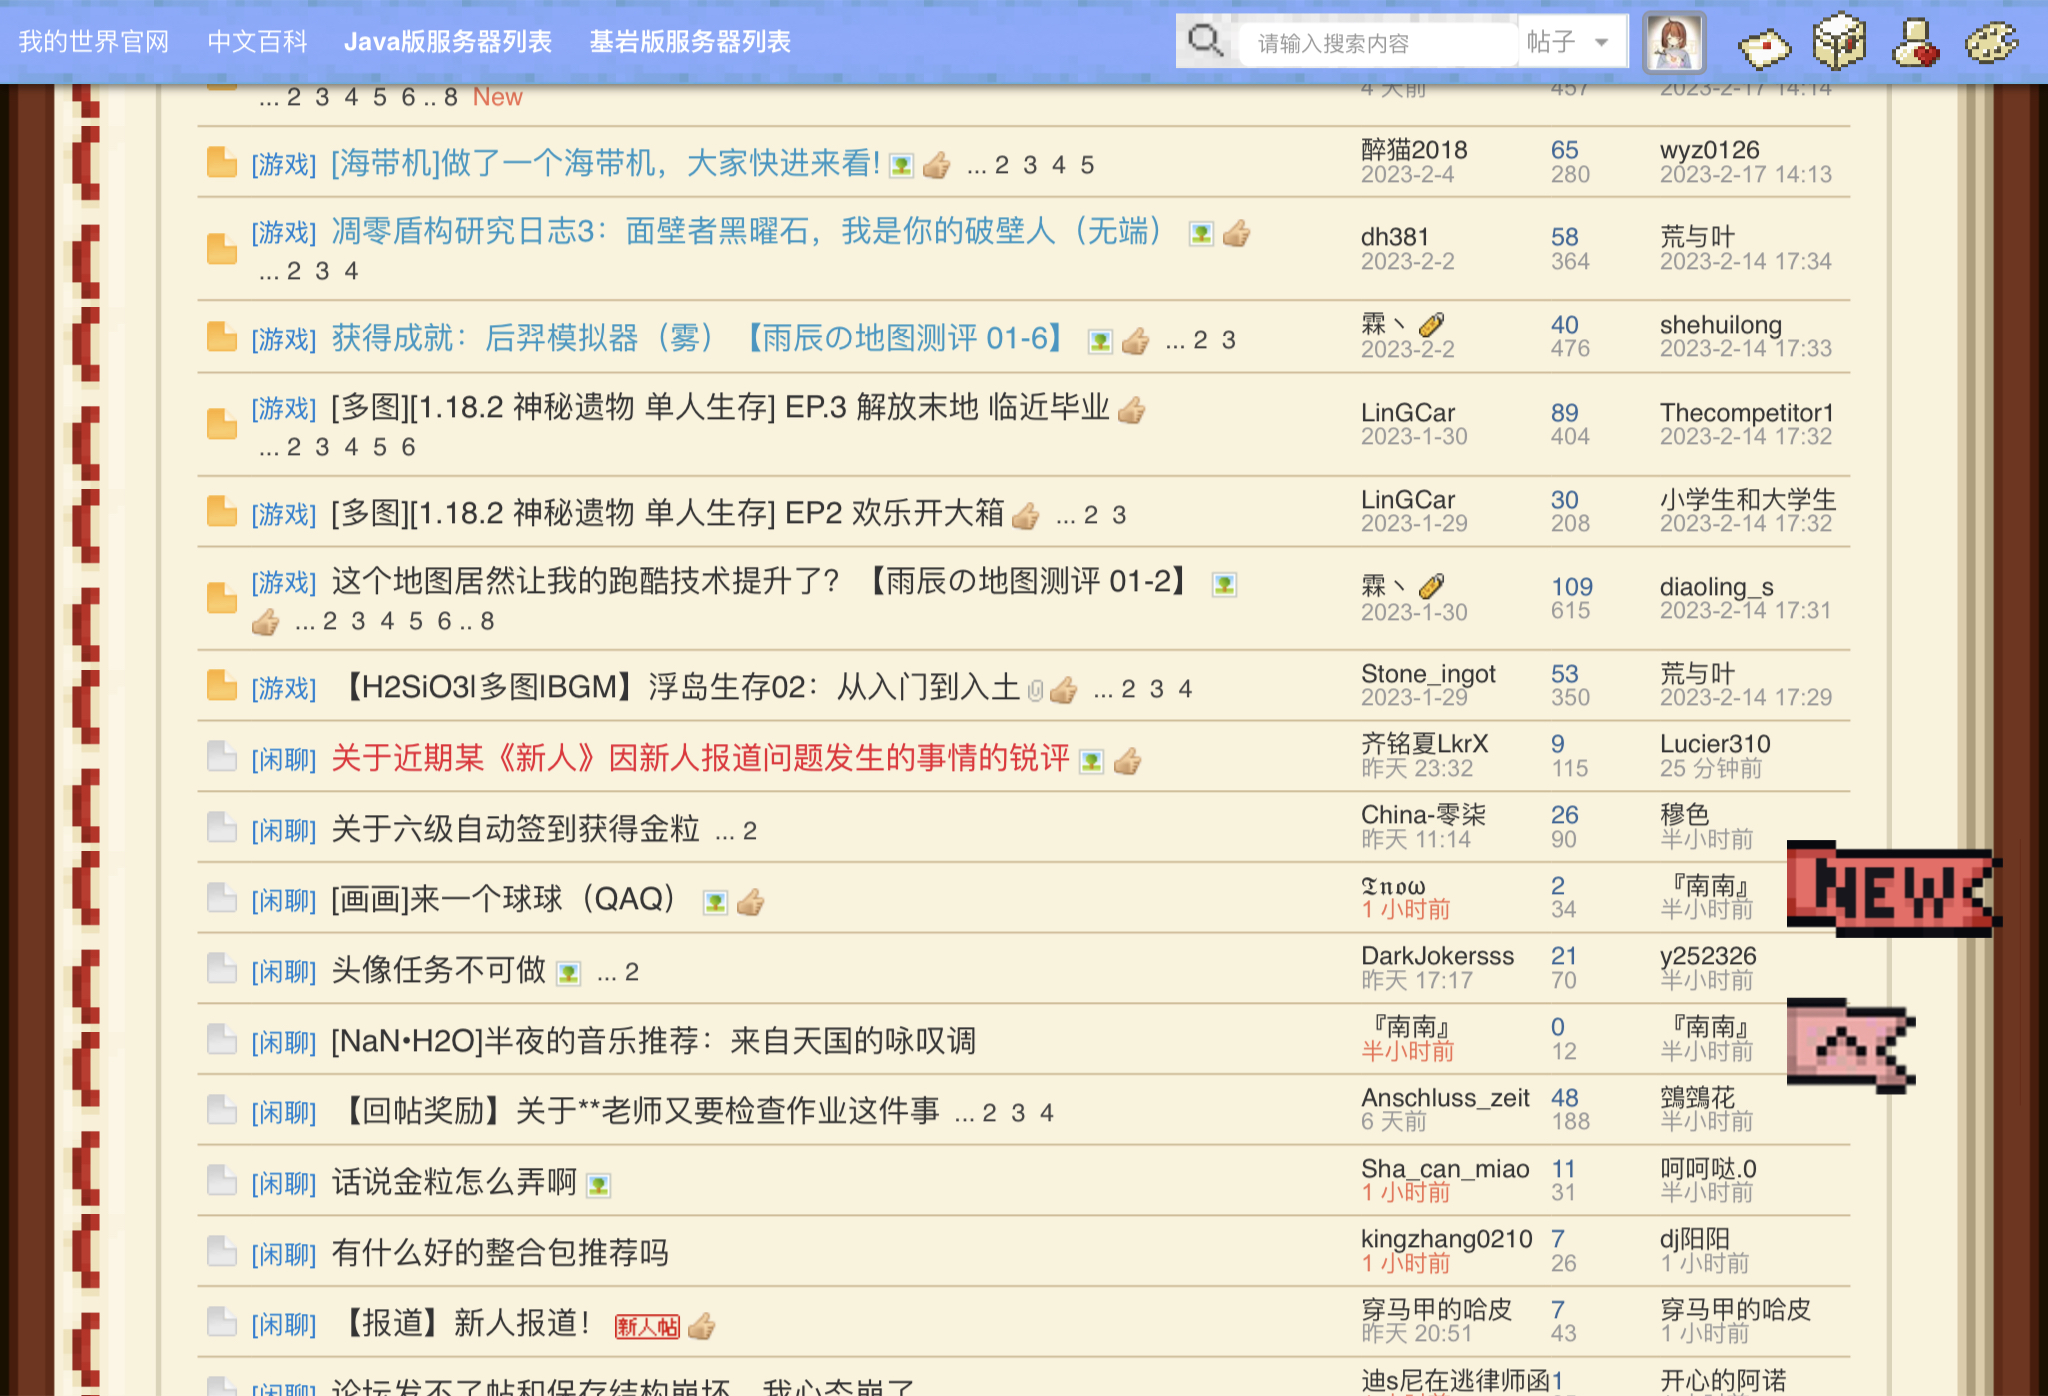 我的世界官网 中文百科 Java版服务器列表 基岩版服务器列表 请输入搜索内容 帖子
... 2 3 4 5 6 .. 8 New 4 天前 457 2023-2-17 14:14
[游戏] [海带机]做了一个海带机，大家快进来看! ... 2 3 4 5 醉猫2018 65 wyz0126
2023-2-4 280 2023-2-17 14:13
[游戏] 凋零盾构研究日志3：面壁者黑曜石，我是你的破壁人（无端） dh381 58 荒与叶
... 2 3 4 2023-2-2 364 2023-2-14 17:34
[游戏] 获得成就：后羿模拟器（雾）【雨辰の地图测评 01-6】 ... 2 3 霖丶 40 shehuilong
2023-2-2 476 2023-2-14 17:33
[游戏] [多图][1.18.2 神秘遗物 单人生存] EP.3 解放末地 临近毕业 LinGCar 89 Thecompetitor1
... 2 3 4 5 6 2023-1-30 404 2023-2-14 17:32
[游戏] [多图][1.18.2 神秘遗物 单人生存] EP2 欢乐开大箱 ... 2 3 LinGCar 30 小学生和大学生
2023-1-29 208 2023-2-14 17:32
[游戏] 这个地图居然让我的跑酷技术提升了？【雨辰の地图测评 01-2】 霖丶 109 diaoling_s
... 2 3 4 5 6 .. 8 2023-1-30 615 2023-2-14 17:31
[游戏] 【H2SiO3|多图|BGM】浮岛生存02：从入门到入土 ... 2 3 4 Stone_ingot 53 荒与叶
2023-1-29 350 2023-2-14 17:29
[闲聊] 关于近期某《新人》因新人报道问题发生的事情的锐评 齐铭夏LkrX 9 Lucier310
昨天 23:32 115 25 分钟前
[闲聊] 关于六级自动签到获得金粒 ... 2 China-零柒 26 穆色
昨天 11:14 90 半小时前
[闲聊] [画画]来一个球球（QAQ） 𝕿𝖓𝖔𝖜 2 『南南』
1 小时前 34 半小时前
NEW
[闲聊] 头像任务不可做 ... 2 DarkJokersss 21 y252326
昨天 17:17 70 半小时前
[闲聊] [NaN•H2O]半夜的音乐推荐：来自天国的咏叹调 『南南』 0 『南南』
半小时前 12 半小时前
[闲聊] 【回帖奖励】关于**老师又要检查作业这件事 ... 2 3 4 Anschluss_zeit 48 鸮鸮花
6 天前 188 半小时前
[闲聊] 话说金粒怎么弄啊 Sha_can_miao 11 呵呵哒.0
1 小时前 31 半小时前
[闲聊] 有什么好的整合包推荐吗 kingzhang0210 7 dj阳阳
1 小时前 26 1 小时前
[闲聊] 【报道】新人报道！ 新人帖 穿马甲的哈皮 7 穿马甲的哈皮
昨天 20:51 43 1 小时前
[闲聊] 论坛发不了帖和保存结构崩坏，我心态崩了 迪s尼在逃律师函 1 开心的阿诺